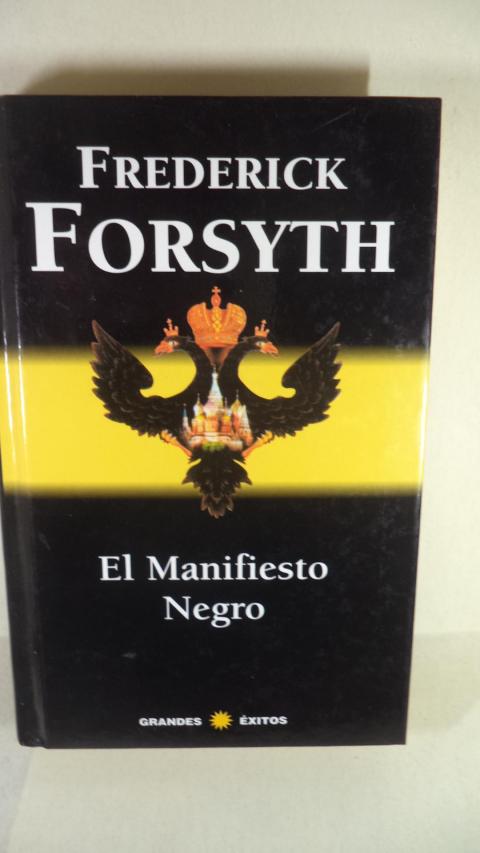 FREDERICK
FORSYTH
El Manifiesto
Negro
GRANDES ÉXITOS